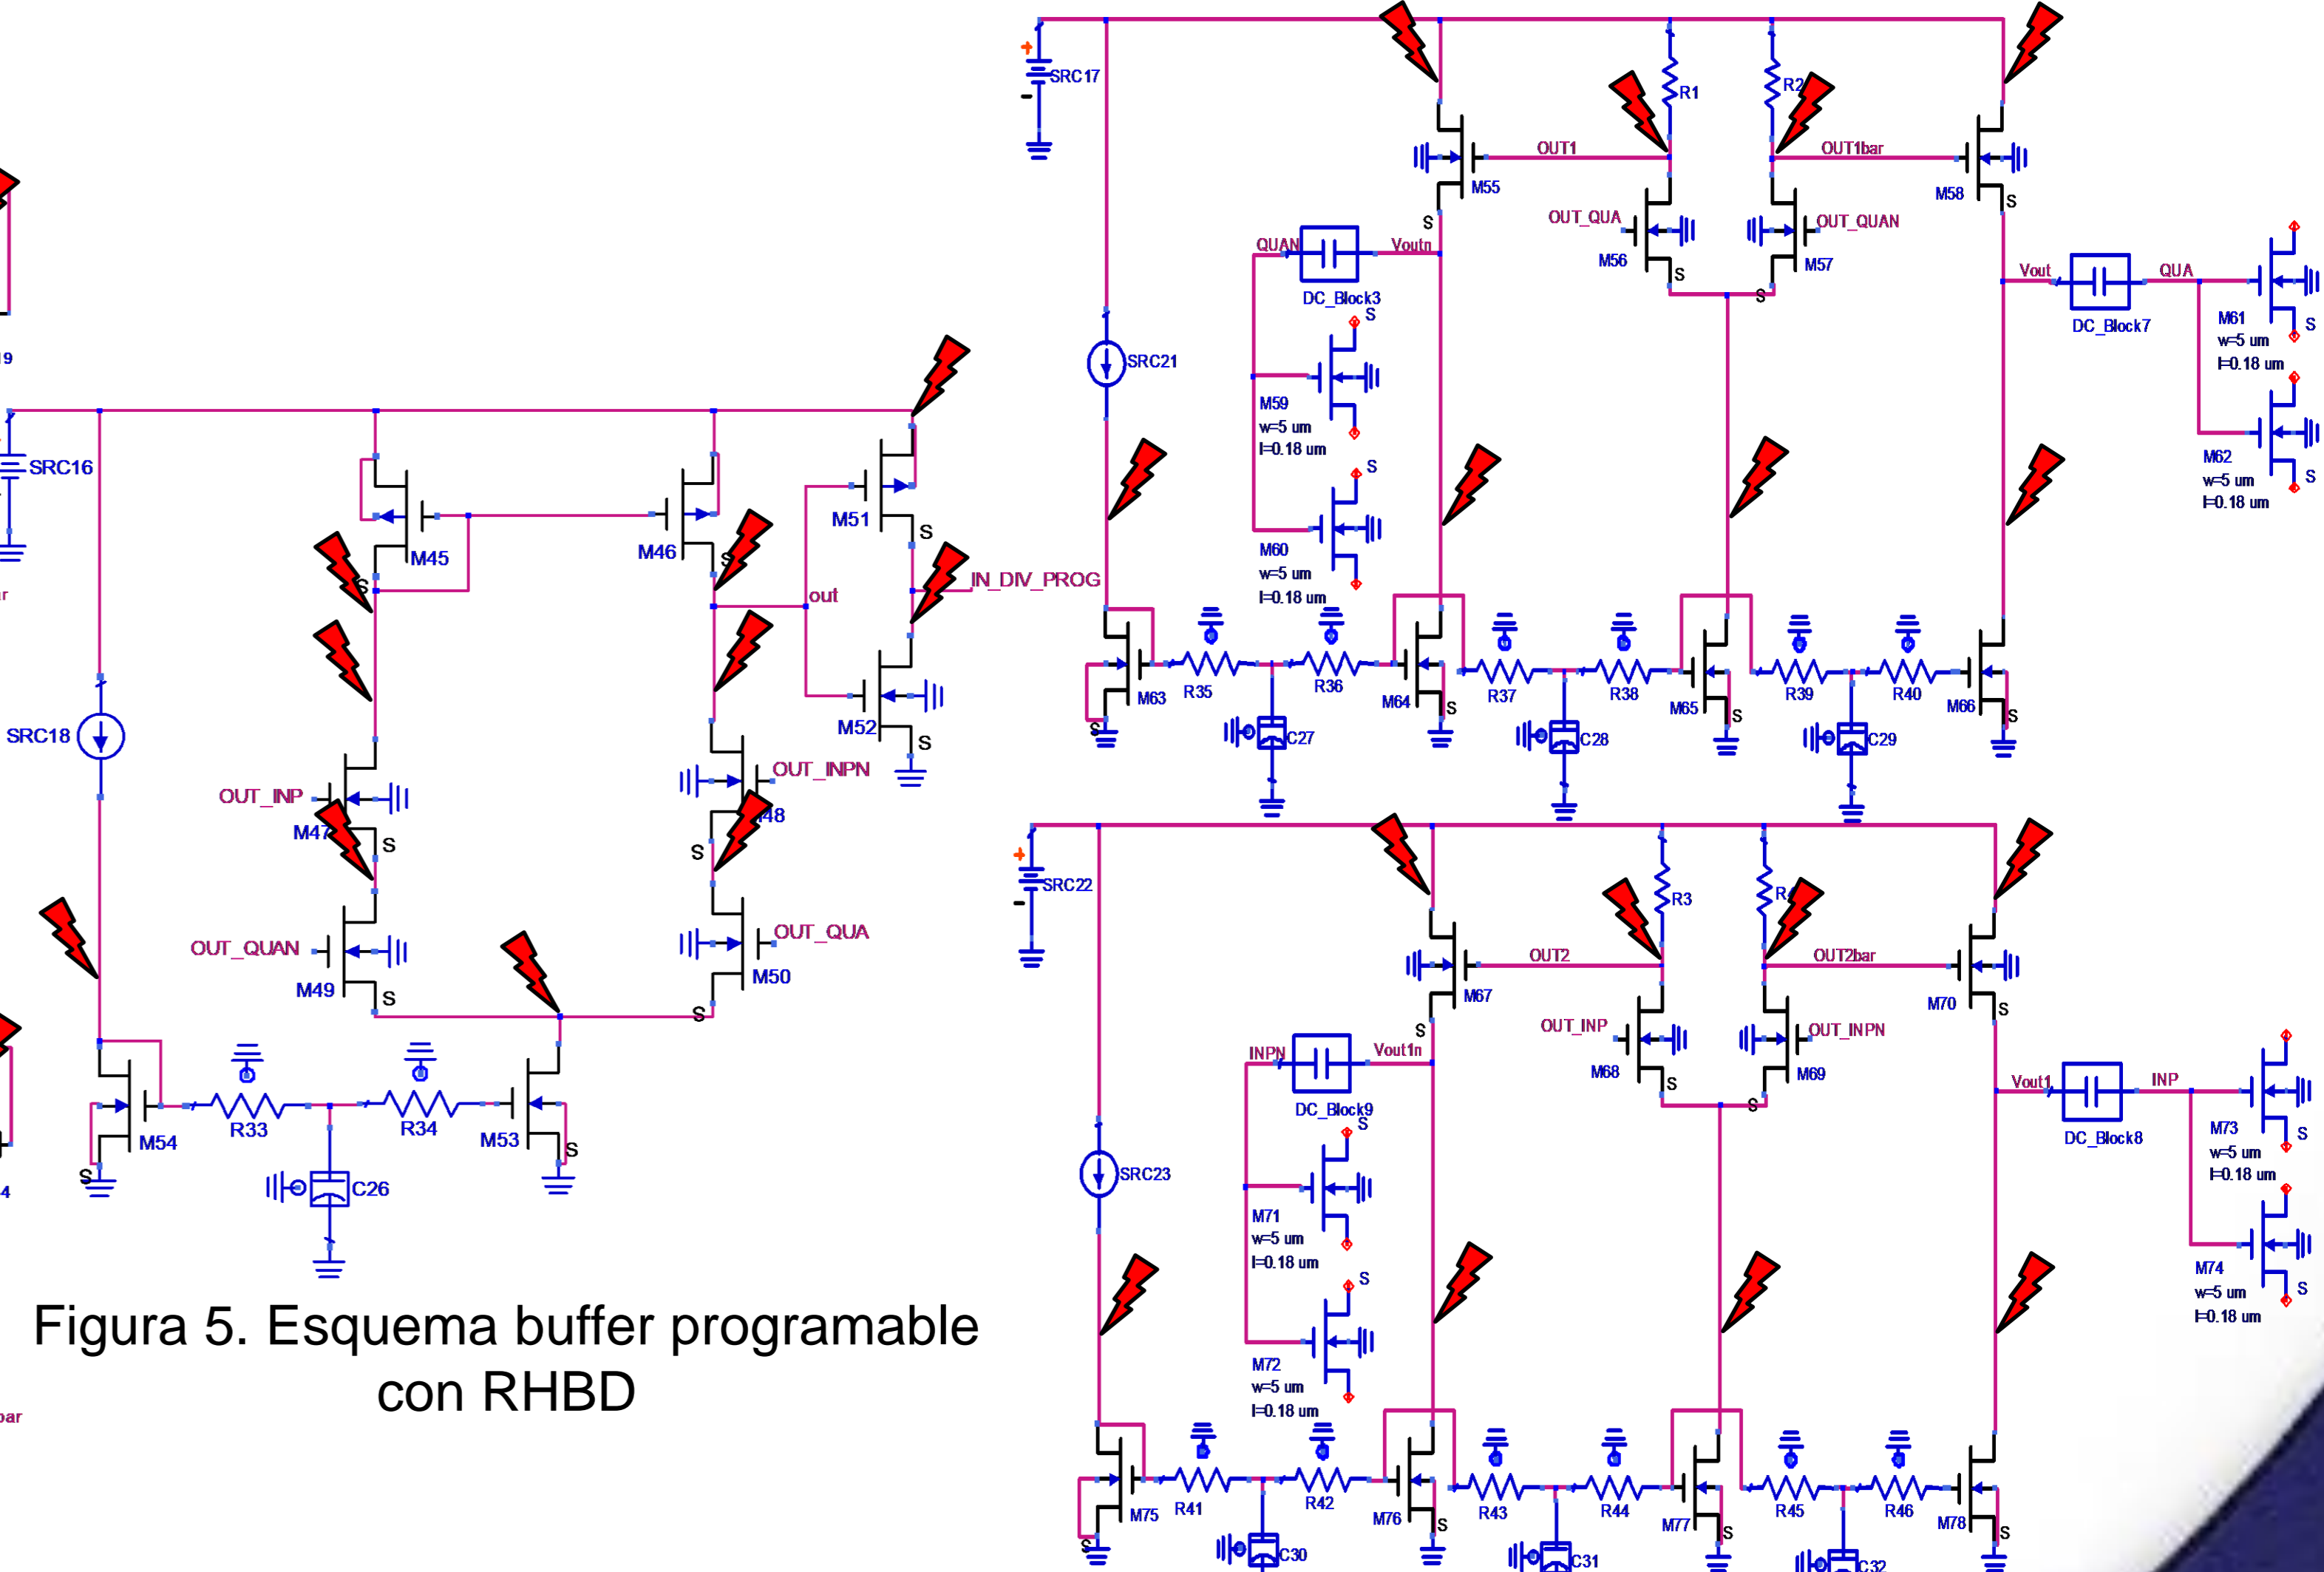 SRC17
R1
R2
OUT1
OUT1bar
M55
S
M58
S
OUT_QUA
OUT_QUAN
M56
S
M57
S
QUAN
Voutn
DC_Block3
Vout
QUA
DC_Block7
M61
w=5 um
l=0.18 um
S
M62
w=5 um
l=0.18 um
S
SRC21
S
M59
w=5 um
l=0.18 um
S
M60
w=5 um
l=0.18 um
M63
S
R35
R36
C27
M64
S
R37
R38
C28
M65
S
R39
R40
C29
M66
S
19
SRC16
M45
S
M46
S
M51
S
out
IN_DIV_PROG
M52
S
SRC18
OUT_INP
M47
S
OUT_INPN
48
S
OUT_QUAN
M49
S
OUT_QUA
M50
S
M54
S
R33
R34
M53
S
C26
4
bar
SRC22
R3
OUT2
OUT2bar
M67
S
M70
S
OUT_INP
OUT_INPN
M68
S
M69
S
INPN
Vout1n
DC_Block9
Vout1
INP
DC_Block8
M73
w=5 um
l=0.18 um
S
M74
w=5 um
l=0.18 um
S
SRC23
S
M71
w=5 um
l=0.18 um
S
M72
w=5 um
l=0.18 um
M75
S
R41
R42
C30
M76
S
R43
R44
C31
M77
S
R45
R46
C32
M78
S
Figura 5. Esquema buffer programable
con RHBD